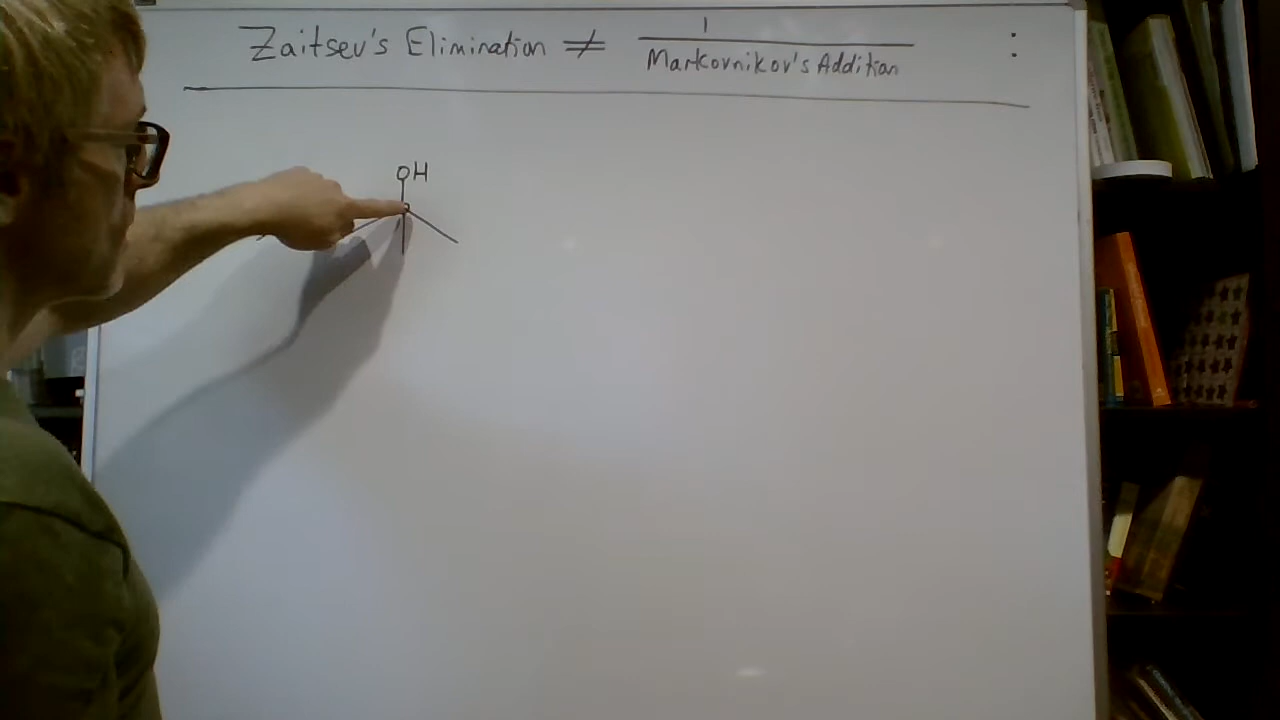 Zaitsev's Elimination ≠ 1 / Markovnikov's Addition :
OH